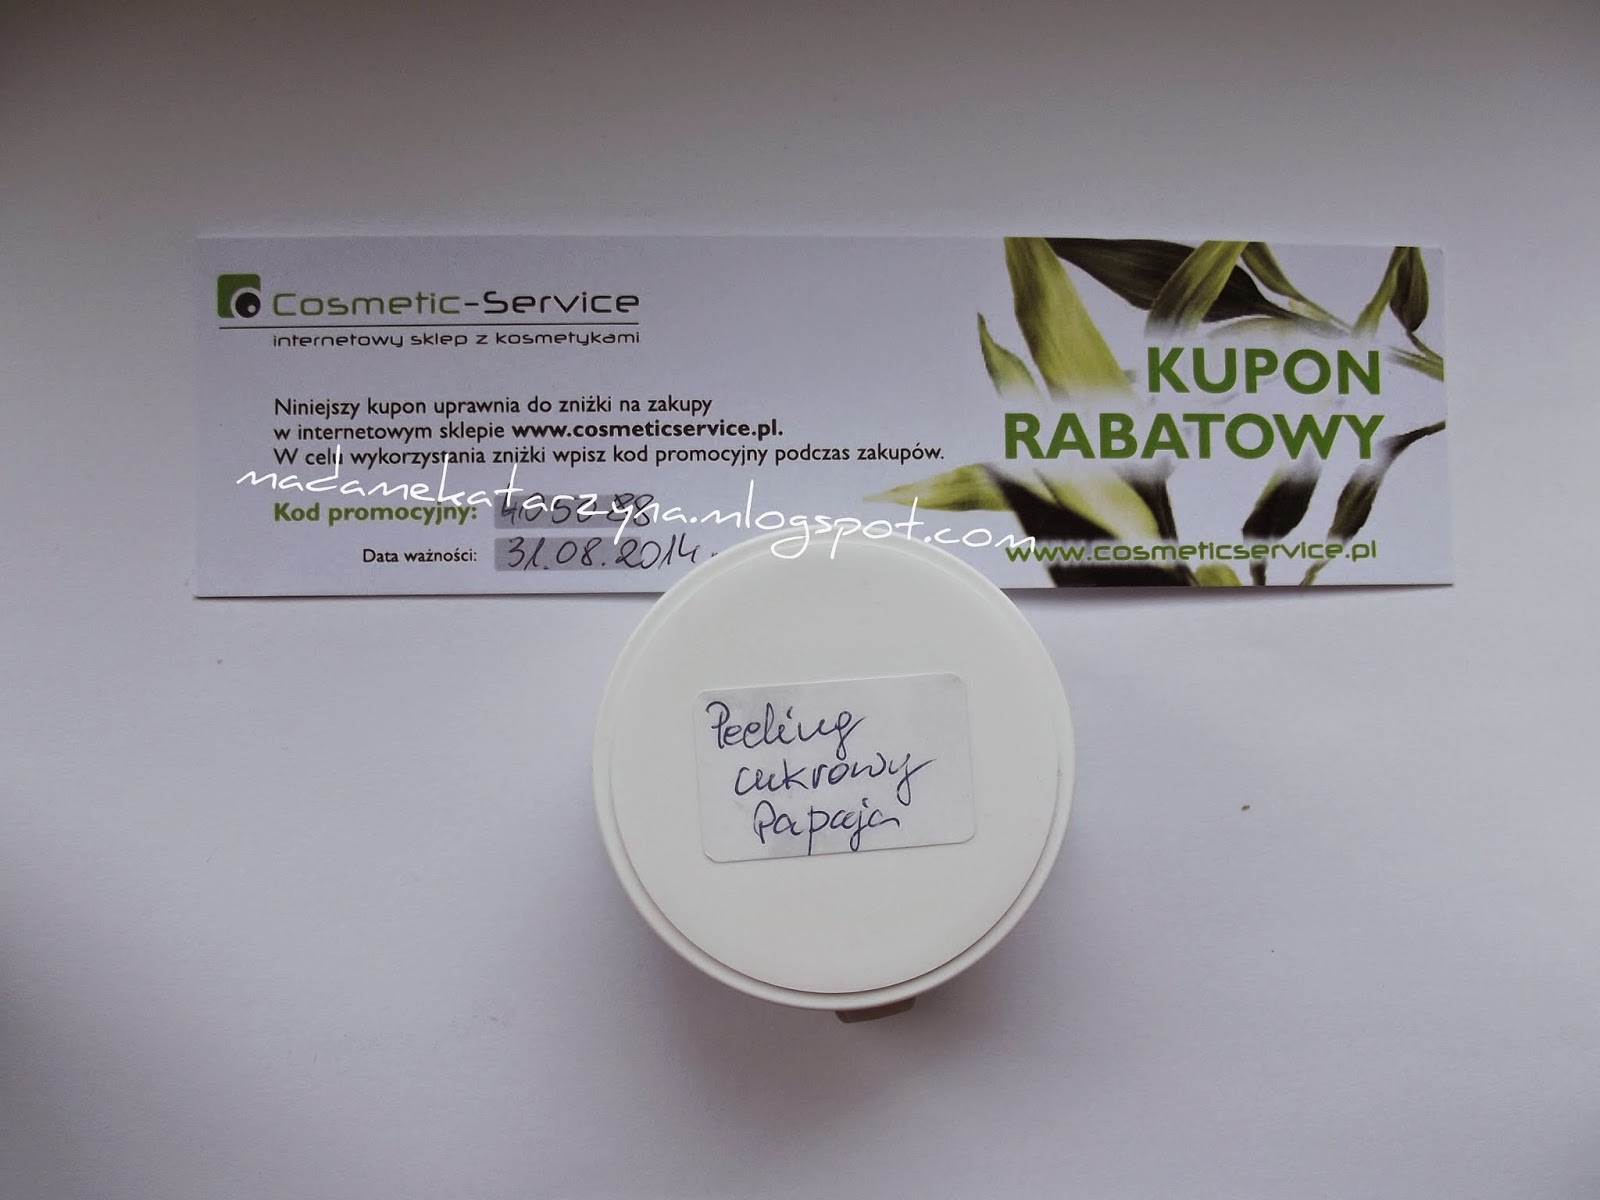 Cosmetic-Service
internetowy sklep z kosmetykami
Niniejszy kupon uprawnia do zniżki na zakupy
w internetowym sklepie www.cosmeticservice.pl.
W celu wykorzystania zniżki wpisz kod promocyjny podczas zakupów.
Kod promocyjny:
Data ważności: 31.08.2014
KUPON
RABATOWY
www.cosmeticservice.pl
madamekatarzyna.mlogspot.com
Peeling
cukrowy
Papaja